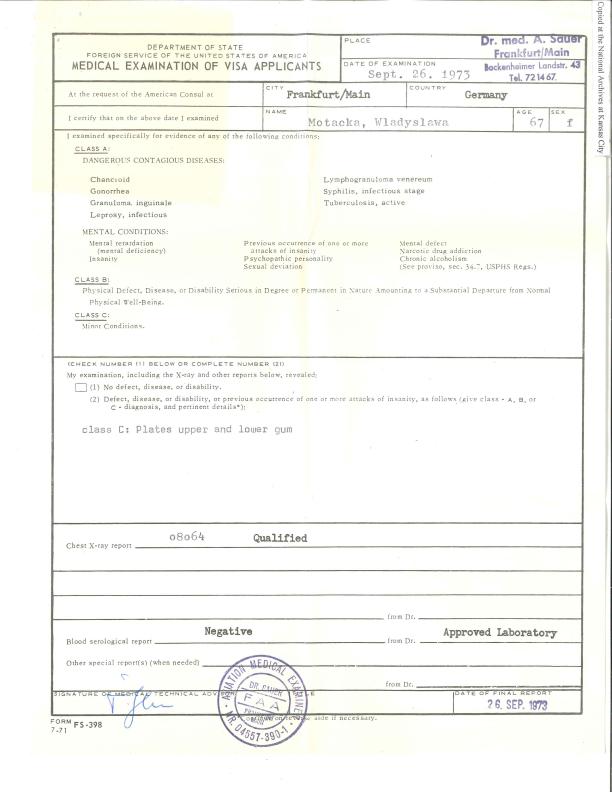 Copied at the National Archives at Kansas City
DEPARTMENT OF STATE
FOREIGN SERVICE OF THE UNITED STATES OF AMERICA
MEDICAL EXAMINATION OF VISA APPLICANTS
PLACE
Dr. med. A. Sauer
Frankfurt/Main
Bockenheimer Landstr. 43
Tel. 721467.
DATE OF EXAMINATION
Sept. 26. 1973
At the request of the American Consul at
CITY
Frankfurt/Main
COUNTRY
Germany
I certify that on the above date I examined
NAME
Motacka, Wladyslawa
AGE
67
SEX
f
I examined specifically for evidence of any of the following conditions:
CLASS A:
DANGEROUS CONTAGIOUS DISEASES:
Chancroid
Gonorrhea
Granuloma, inguinale
Leprosy, infectious
Lymphogranuloma venereum
Syphilis, infectious stage
Tuberculosis, active
MENTAL CONDITIONS:
Mental retardation
(mental deficiency)
Insanity
Previous occurrence of one or more
attacks of insanity
Psychopathic personality
Sexual deviation
Mental defect
Narcotic drug addiction
Chronic alcoholism
(See proviso, sec. 34.7, USPHS Regs.)
CLASS B:
Physical Defect, Disease, or Disability Serious in Degree or Permanent in Nature Amounting to a Substantial Departure from Normal
Physical Well-Being.
CLASS C:
Minor Conditions.
(CHECK NUMBER (1) BELOW OR COMPLETE NUMBER (2))
My examination, including the X-ray and other reports below, revealed:
(1) No defect, disease, or disability.
(2) Defect, disease, or disability, or previous occurrence of one or more attacks of insanity, as follows (give class - A, B, or
C - diagnosis, and pertinent details*):
class C: Plates upper and lower gum
Chest X-ray report
08064 Qualified
from Dr.
Blood serological report
Negative
from Dr.
Approved Laboratory
Other special report(s) (when needed)
from Dr.
SIGNATURE OF MEDICAL TECHNICAL
AVIATION MEDICAL EXAMINER
DR.
FAA
NR. 04557-390-1
DATE OF FINAL REPORT
26. SEP. 1973
side if necessary.
FORM FS-398
7-71